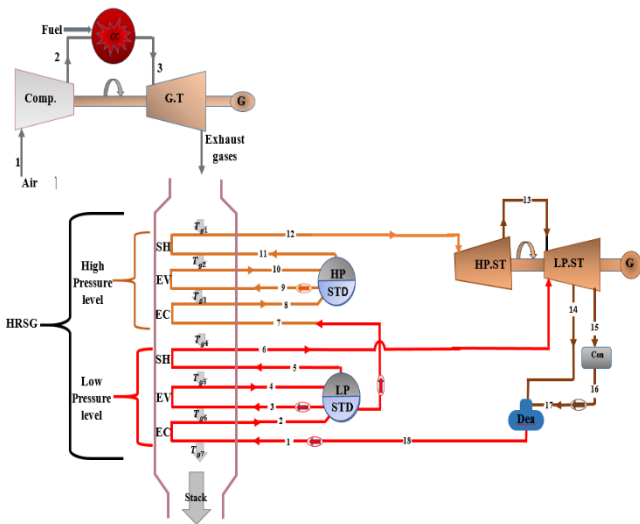 Fuel
CC
2
3
Comp.
G.T
G
1
Air
Exhaust
gases
HRSG
High
Pressure
level
Low
Pressure
level
SH
EV
EC
SH
EV
EC
Tg1
Tg2
Tg3
Tg4
Tg5
Tg6
Tg7
12
11
10
9
8
7
HP
STD
6
5
4
3
2
1
18
LP
STD
13
HP.ST
LP.ST
G
14
15
Con
16
17
Dea
Stack